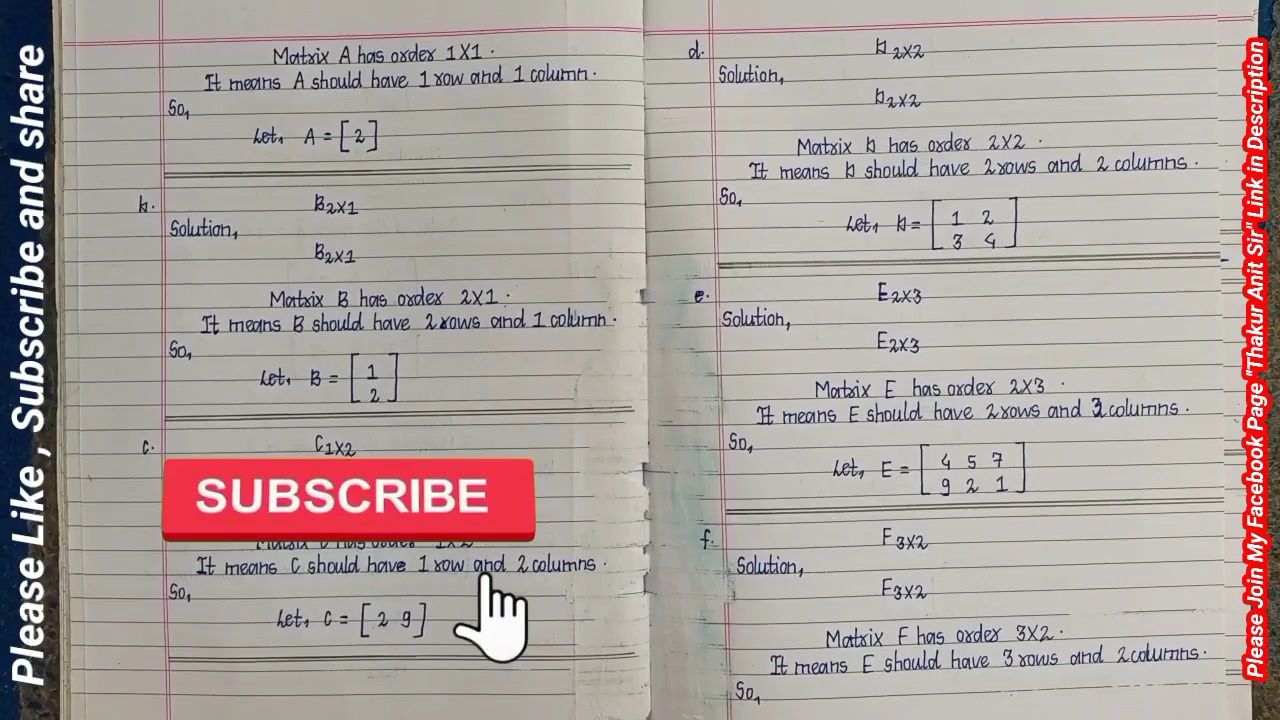 Please Like , Subscribe and share
Matrix A has order 1X1.
It means A should have 1 row and 1 column.
So,
Let, A = [2]
b.
B2X1
Solution,
B2X1
Matrix B has order 2X1.
It means B should have 2 rows and 1 column.
So,
Let, B = [1
2]
c.
C1X2
SUBSCRIBE
Matrix C has order 1X2
It means C should have 1 row and 2 columns.
So,
Let, C = [2 9]
d.
D2X2
Solution,
D2X2
Matrix D has order 2X2.
It means D should have 2 rows and 2 columns.
So,
Let, D = [1 2
3 4]
e.
E2X3
Solution,
E2X3
Matrix E has order 2X3.
It means E should have 2 rows and 3 columns.
So,
Let, E = [4 5 7
9 2 1]
f.
F3X2
Solution,
F3X2
Matrix F has order 3X2.
It means E should have 3 rows and 2 columns.
So,
Please Join My Facebook Page "Thakur Anit Sir" Link in Description